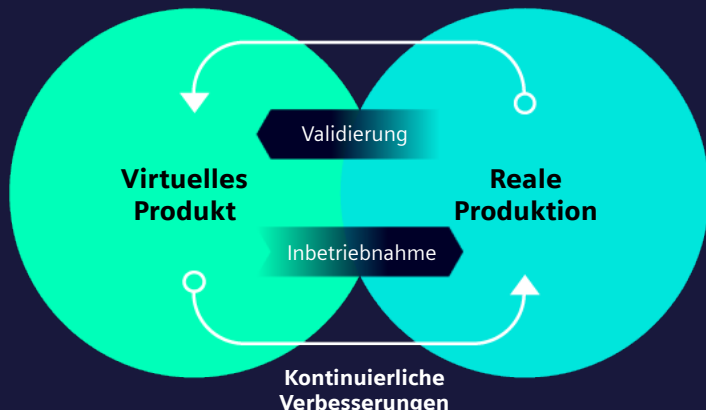 Validierung
Virtuelles
Produkt
Reale
Produktion
Inbetriebnahme
Kontinuierliche
Verbesserungen